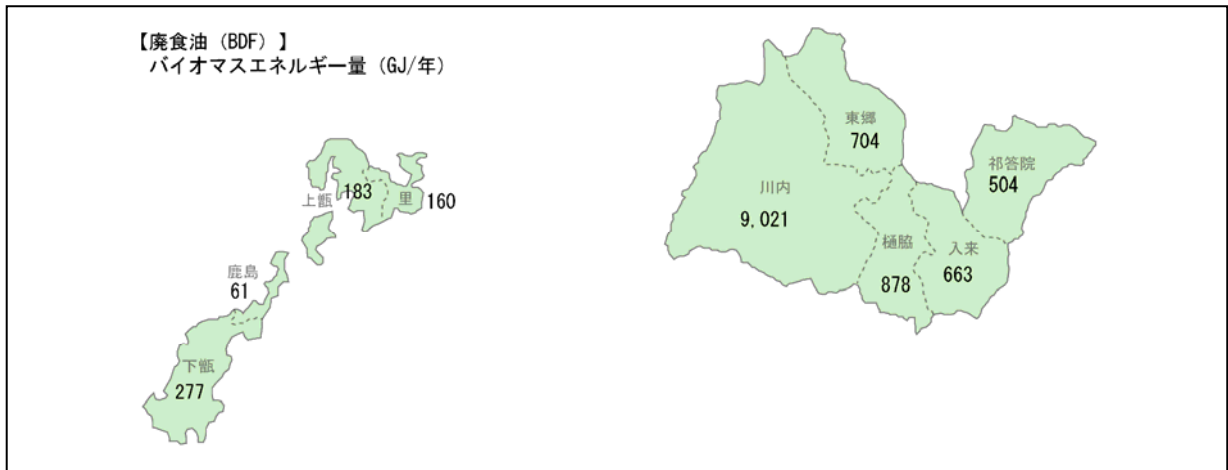 【廃食油（BDF）】
バイオマスエネルギー量（GJ/年）
東郷
704
祁答院
504
川内
9,021
上甑
183
里
160
樋脇
878
入来
663
鹿島
61
下甑
277